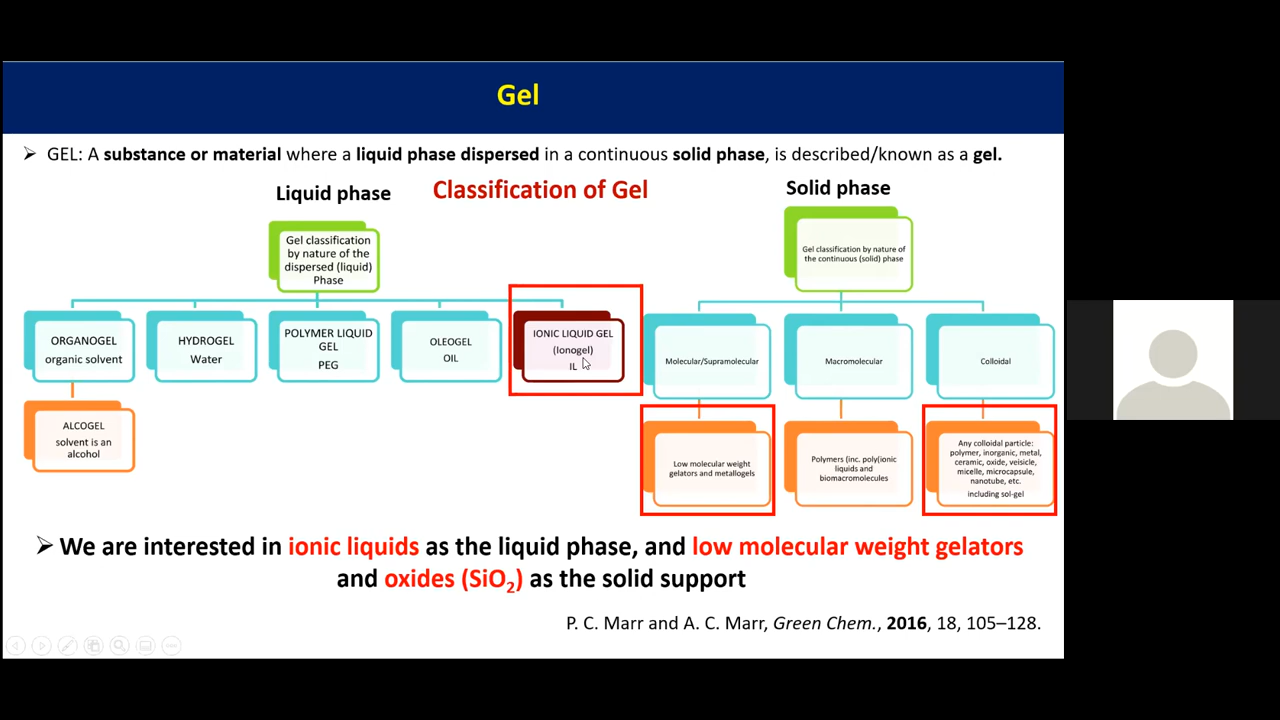 Gel
➢ GEL: A substance or material where a liquid phase dispersed in a continuous solid phase, is described/known as a gel.
Liquid phase
Classification of Gel
Solid phase
Gel classification
by nature of the
dispersed (liquid)
Phase
ORGANOGEL
organic solvent
HYDROGEL
Water
POLYMER LIQUID
GEL
PEG
OLEOGEL
OIL
IONIC LIQUID GEL
(Ionogel)
IL
ALCOGEL
solvent is an
alcohol
Gel classification by nature of
the continuous (solid) phase
Molecular/Supramolecular
Macromolecular
Colloidal
Low molecular weight
gelators and metallogels
Polymers (inc. poly(ionic
liquids and
biomacromolecules
Any colloidal particle:
polymer, inorganic, metal,
ceramic, oxide, veisicle,
micelle, microcapsule,
nanotube, etc.
including sol-gel
➢ We are interested in ionic liquids as the liquid phase, and low molecular weight gelators
and oxides (SiO₂) as the solid support
P. C. Marr and A. C. Marr, Green Chem., 2016, 18, 105–128.